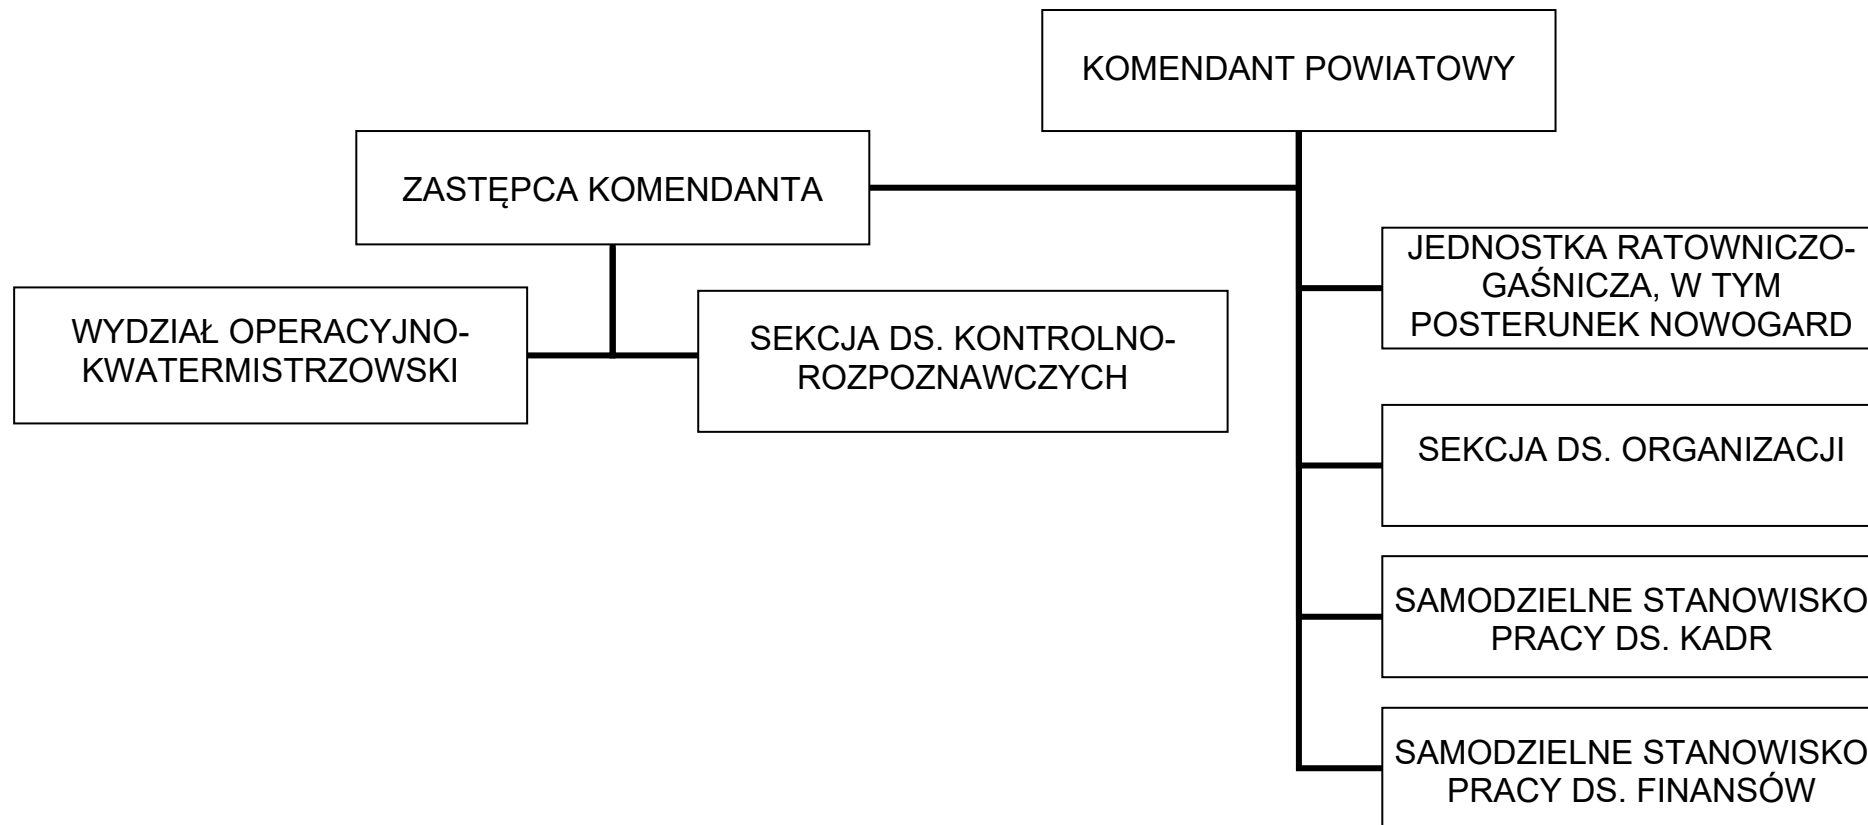 KOMENDANT POWIATOWY
ZASTĘPCA KOMENDANTA
WYDZIAŁ OPERACYJNO-
KWATERMISTRZOWSKI
SEKCJA DS. KONTROLNO-
ROZPOZNAWCZYCH
JEDNOSTKA RATOWNICZO-
GAŚNICZA, W TYM
POSTERUNEK NOWOGARD
SEKCJA DS. ORGANIZACJI
SAMODZIELNE STANOWISKO
PRACY DS. KADR
SAMODZIELNE STANOWISKO
PRACY DS. FINANSÓW